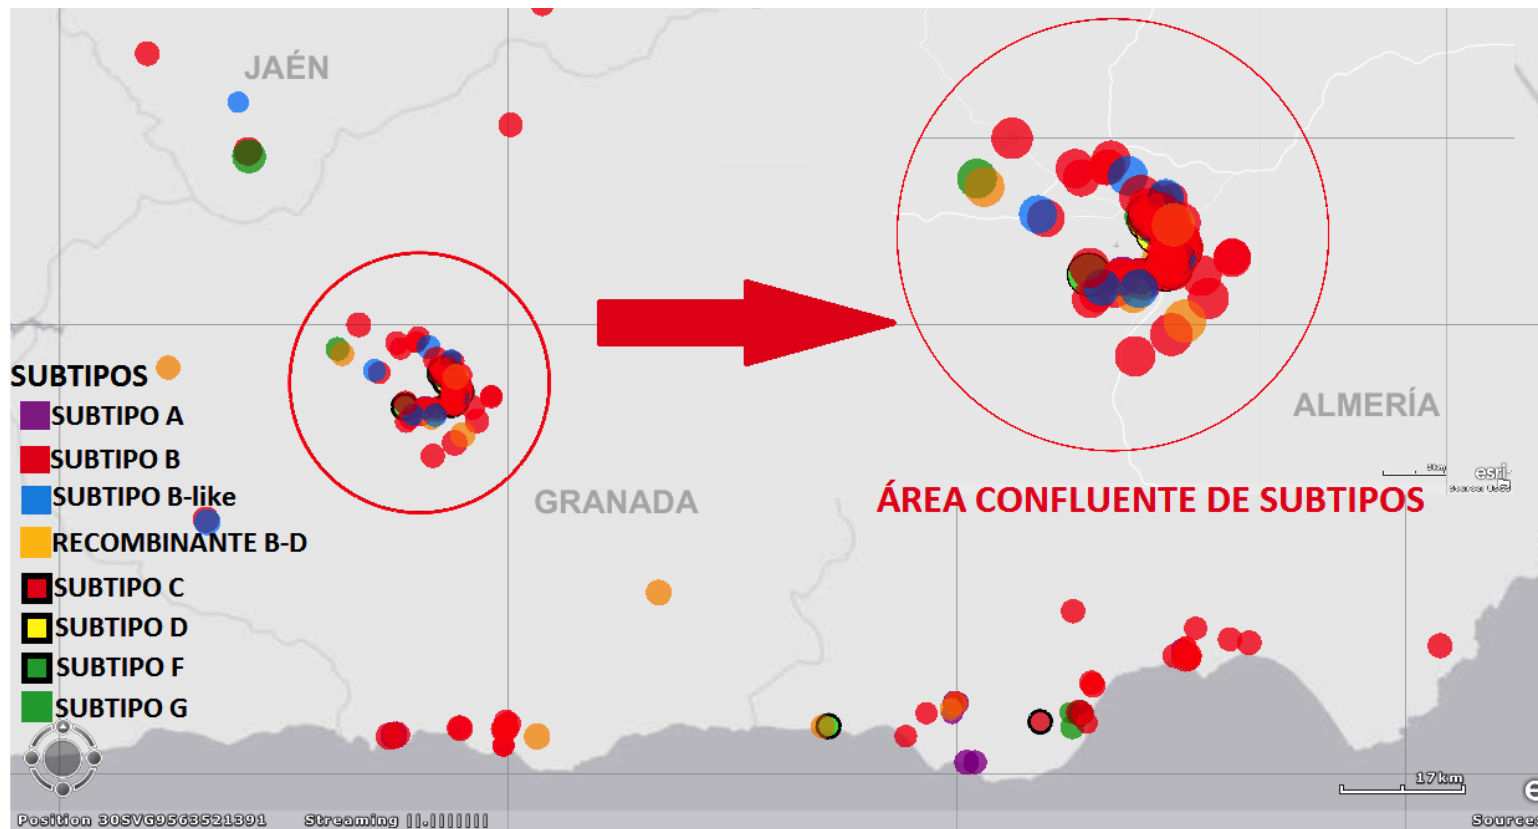 JAÉN
SUBTIPOS
SUBTIPO A
SUBTIPO B
SUBTIPO B-like
RECOMBINANTE B-D
SUBTIPO C
SUBTIPO D
SUBTIPO F
SUBTIPO G
GRANADA
ALMERÍA
5km
esri
ÁREA CONFLUENTE DE SUBTIPOS
17km
e
Position 30SVG9563521391
Streaming
Source